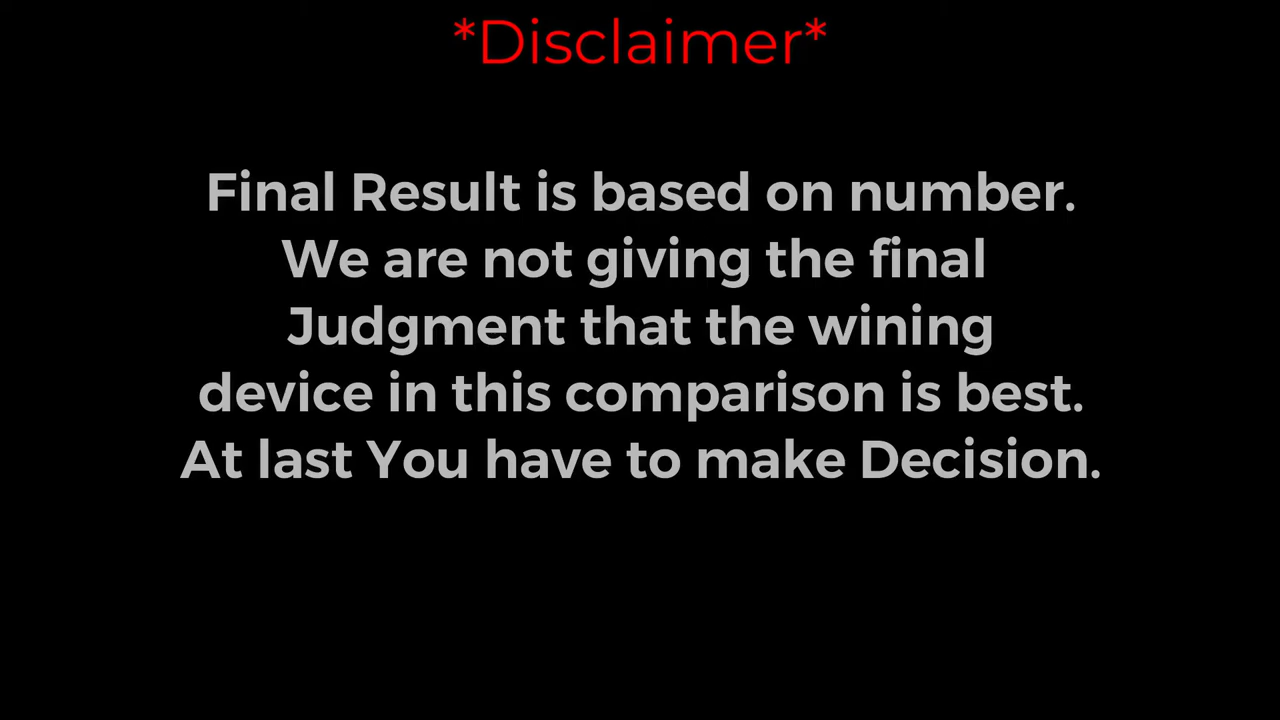 *Disclaimer*
Final Result is based on number.
We are not giving the final
Judgment that the wining
device in this comparison is best.
At last You have to make Decision.